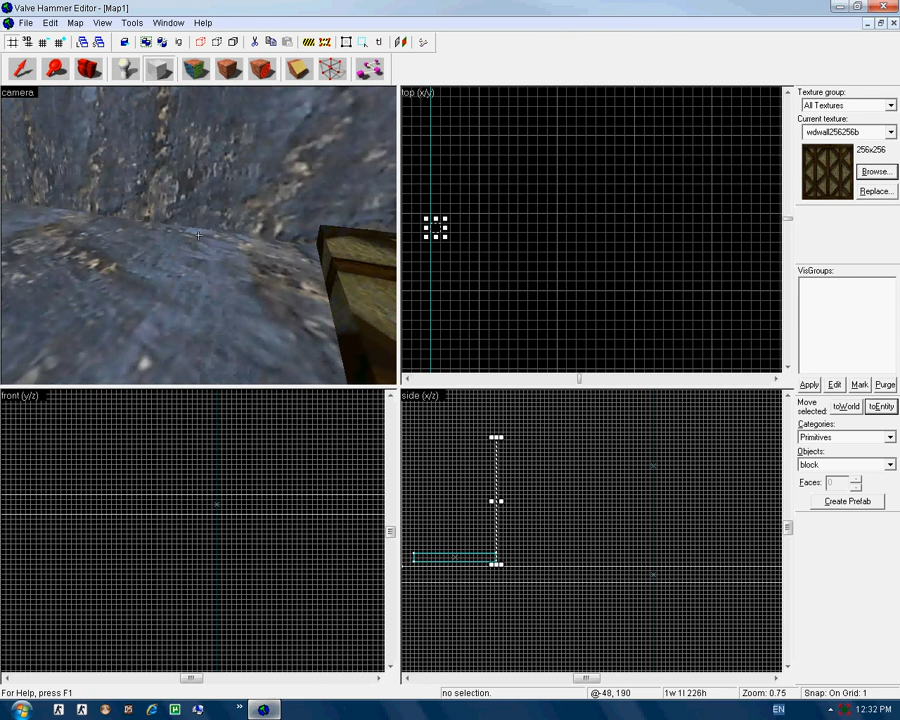 Valve Hammer Editor - [Map1]
File Edit Map View Tools Window Help
camera
top (x/y)
Texture group:
All Textures
Current texture:
wdwall256256b
256x256
Browse...
Replace...
VisGroups:
Apply Edit Mark Purge
front (y/z)
side (x/z)
Move selected: toWorld toEntity
Categories:
Primitives
Objects:
block
Faces: 0
Create Prefab
For Help, press F1
no selection.
@-48, 190
1w 1l 226h
Zoom: 0.75
Snap: On Grid: 1
EN
12:32 PM